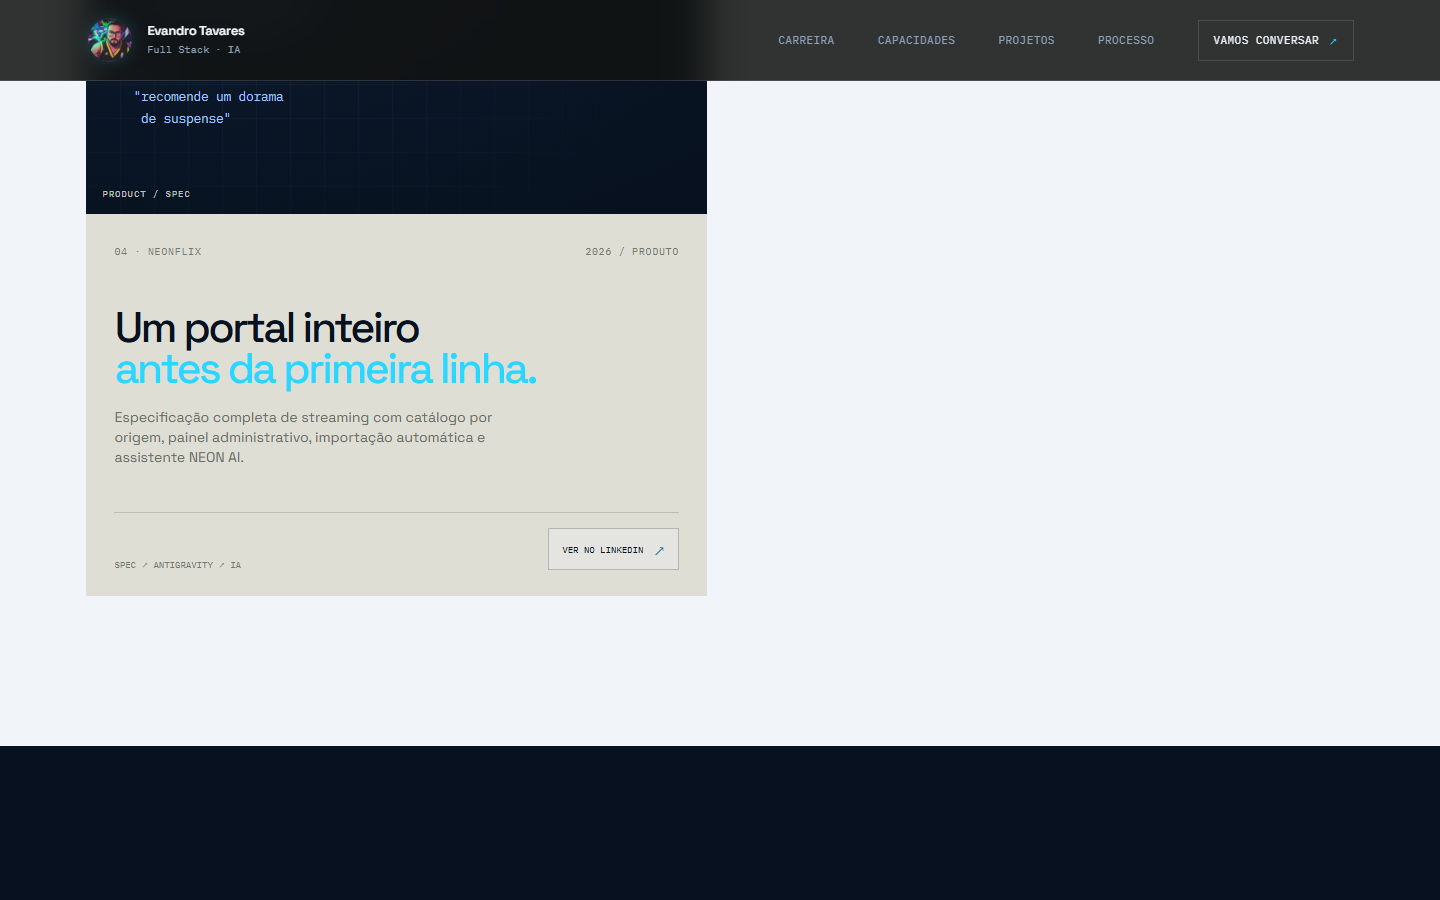 Evandro Tavares
Full Stack · IA
CARREIRA
CAPACIDADES
PROJETOS
PROCESSO
VAMOS CONVERSAR ↗
"recomende um dorama
de suspense"
PRODUCT / SPEC
04 · NEONFLIX
2026 / PRODUTO
Um portal inteiro
antes da primeira linha.
Especificação completa de streaming com catálogo por
origem, painel administrativo, importação automática e
assistente NEON AI.
SPEC ↗ ANTIGRAVITY ↗ IA
VER NO LINKEDIN ↗